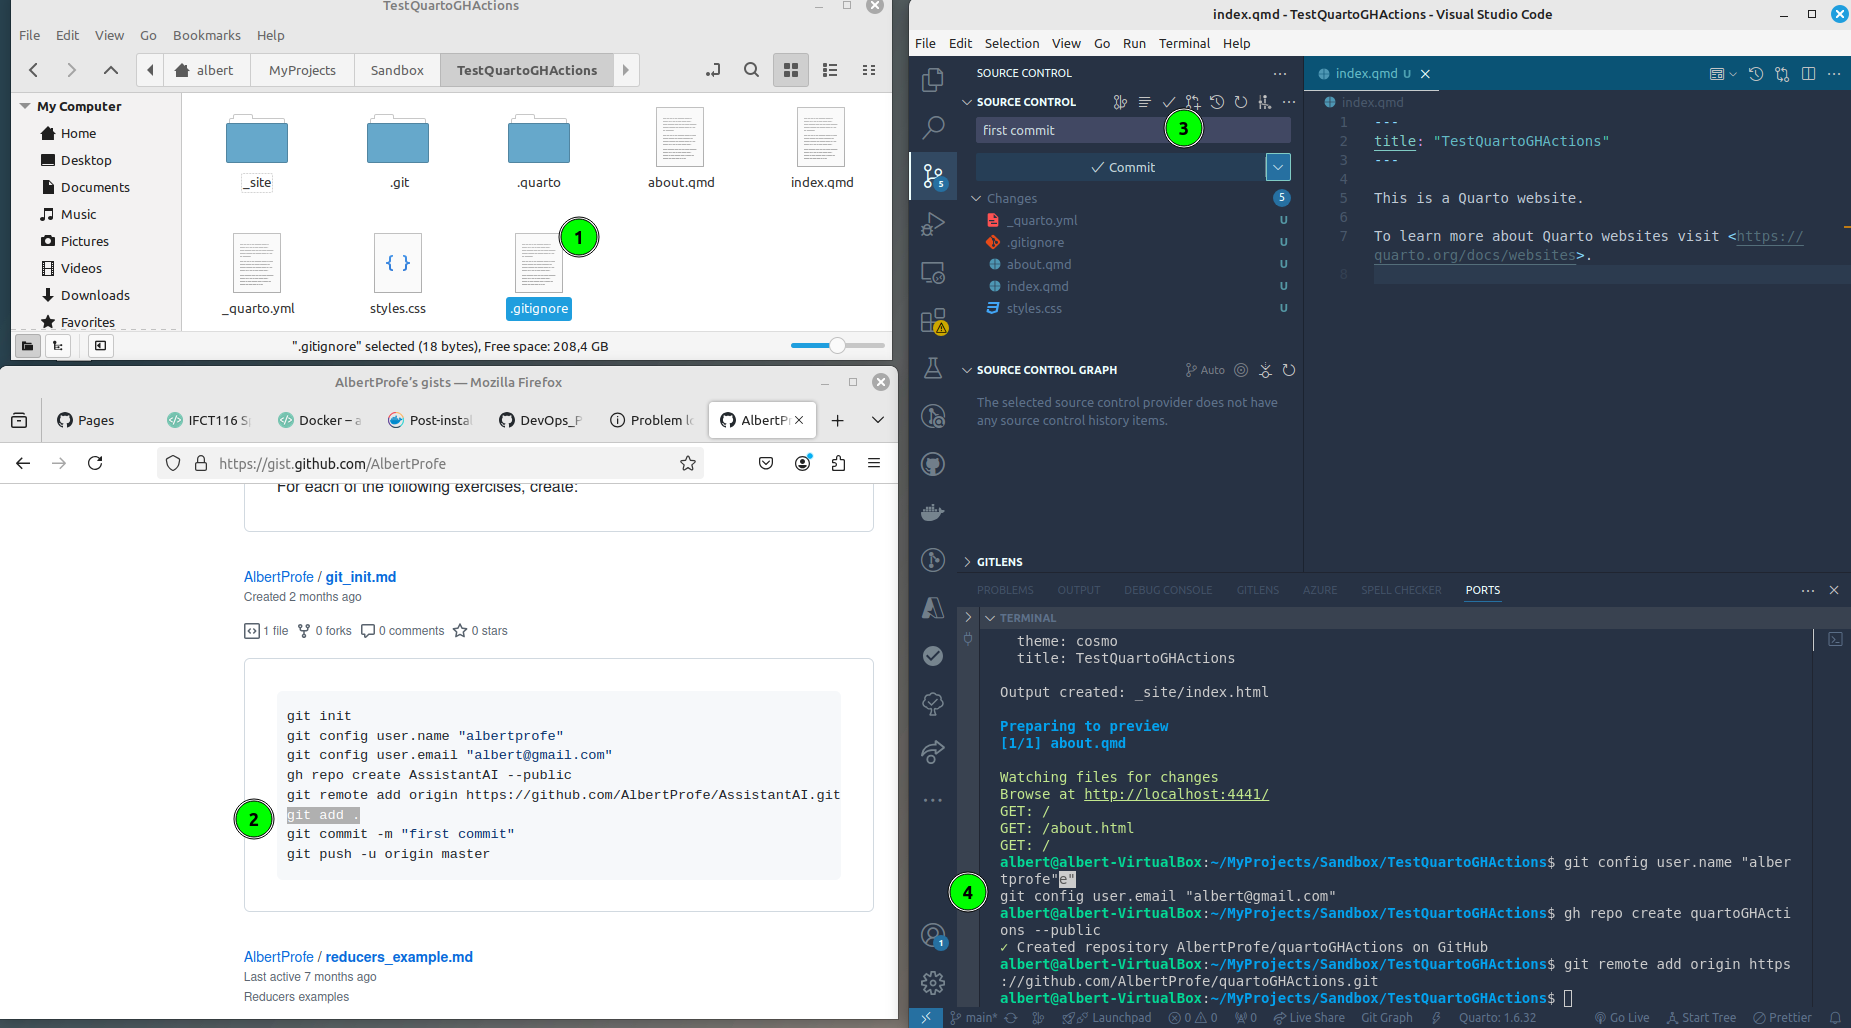 TestQuartoGHActions
File Edit View Go Bookmarks Help
albert MyProjects Sandbox TestQuartoGHActions
My Computer
Home
Desktop
Documents
Music
Pictures
Videos
Downloads
Favorites
_site .git .quarto about.qmd index.qmd
1
_quarto.yml styles.css .gitignore
".gitignore" selected (18 bytes), Free space: 208,4 GB
AlbertProfe's gists — Mozilla Firefox
Pages IFCT116 S Docker – a Post-instal DevOps_P Problem lo AlbertPr
https://gist.github.com/AlbertProfe
For each of the following exercises, create:
AlbertProfe / git_init.md
Created 2 months ago
1 file 0 forks 0 comments 0 stars
git init
git config user.name "albertprofe"
git config user.email "albert@gmail.com"
gh repo create AssistantAI --public
git remote add origin https://github.com/AlbertProfe/AssistantAI.git
2
git add .
git commit -m "first commit"
git push -u origin master
AlbertProfe / reducers_example.md
Last active 7 months ago
Reducers examples
index.qmd - TestQuartoGHActions - Visual Studio Code
File Edit Selection View Go Run Terminal Help
SOURCE CONTROL
SOURCE CONTROL
first commit
3
Commit
Changes 5
_quarto.yml U
.gitignore U
about.qmd U
index.qmd U
styles.css U
SOURCE CONTROL GRAPH Auto
The selected source control provider does not have
any source control history items.
GITLENS
5
1
index.qmd U
index.qmd
1 ---
2 title: "TestQuartoGHActions"
3 ---
4
5 This is a Quarto website.
6
7 To learn more about Quarto websites visit <https://
quarto.org/docs/websites>.
8
PROBLEMS OUTPUT DEBUG CONSOLE GITLENS AZURE SPELL CHECKER PORTS
TERMINAL
theme: cosmo
title: TestQuartoGHActions
Output created: _site/index.html
Preparing to preview
[1/1] about.qmd
Watching files for changes
Browse at http://localhost:4441/
GET: /
GET: /about.html
GET: /
albert@albert-VirtualBox:~/MyProjects/Sandbox/TestQuartoGHActions$ git config user.name "alber
tprofe"e"
4
git config user.email "albert@gmail.com"
albert@albert-VirtualBox:~/MyProjects/Sandbox/TestQuartoGHActions$ gh repo create quartoGHActi
ons --public
✓ Created repository AlbertProfe/quartoGHActions on GitHub
albert@albert-VirtualBox:~/MyProjects/Sandbox/TestQuartoGHActions$ git remote add origin https
://github.com/AlbertProfe/quartoGHActions.git
albert@albert-VirtualBox:~/MyProjects/Sandbox/TestQuartoGHActions$
main* Launchpad 0 0 0 Live Share Git Graph Quarto: 1.6.32 Go Live Start Tree Prettier